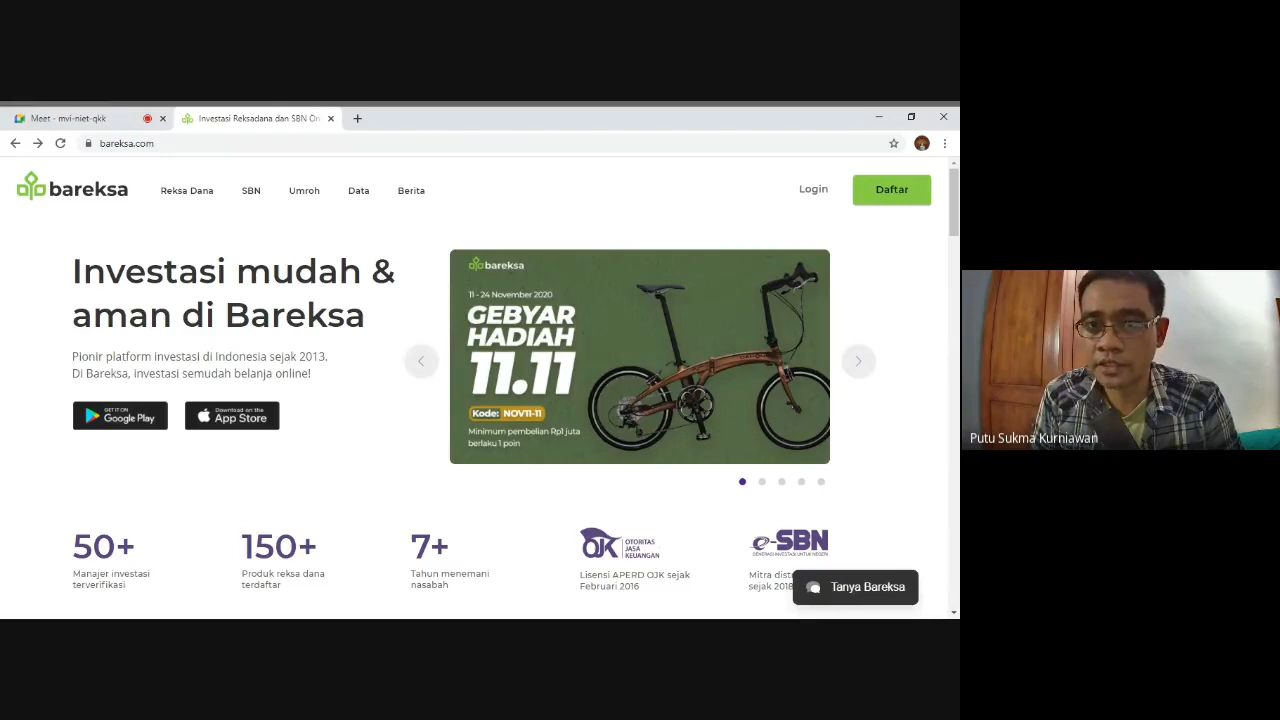 Meet - mvi-niet-qkk
Investasi Reksadana dan SBN On
bareksa.com
bareksa
Reksa Dana
SBN
Umroh
Data
Berita
Login
Daftar
Investasi mudah &
aman di Bareksa
Pionir platform investasi di Indonesia sejak 2013.
Di Bareksa, investasi semudah belanja online!
GET IT ON
Google Play
Download on the
App Store
bareksa
11 - 24 November 2020
GEBYAR
HADIAH
11.11
Kode: NOV11-11
Minimum pembelian Rp1 juta
berlaku 1 poin
50+
Manajer investasi
terverifikasi
150+
Produk reksa dana
terdaftar
7+
Tahun menemani
nasabah
OJK
OTORITAS
JASA
KEUANGAN
Lisensi APERD OJK sejak
Februari 2016
e-SBN
GENERASI INVESTASI UNTUK NEGERI
Mitra dist
sejak 2018
Tanya Bareksa
Putu Sukma Kurniawan